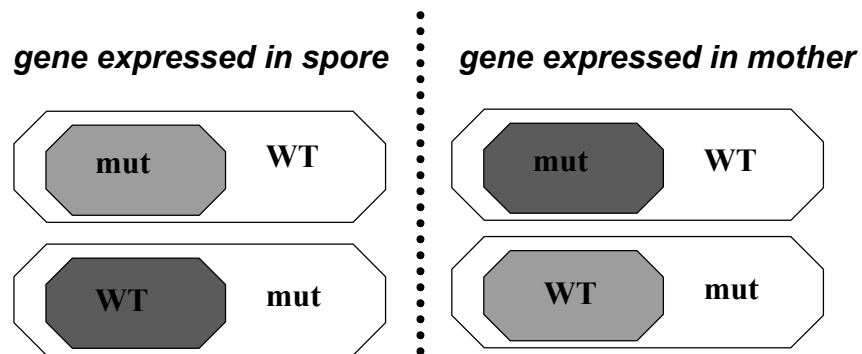 gene expressed in spore
gene expressed in mother
mut WT
mut WT
WT mut
WT mut